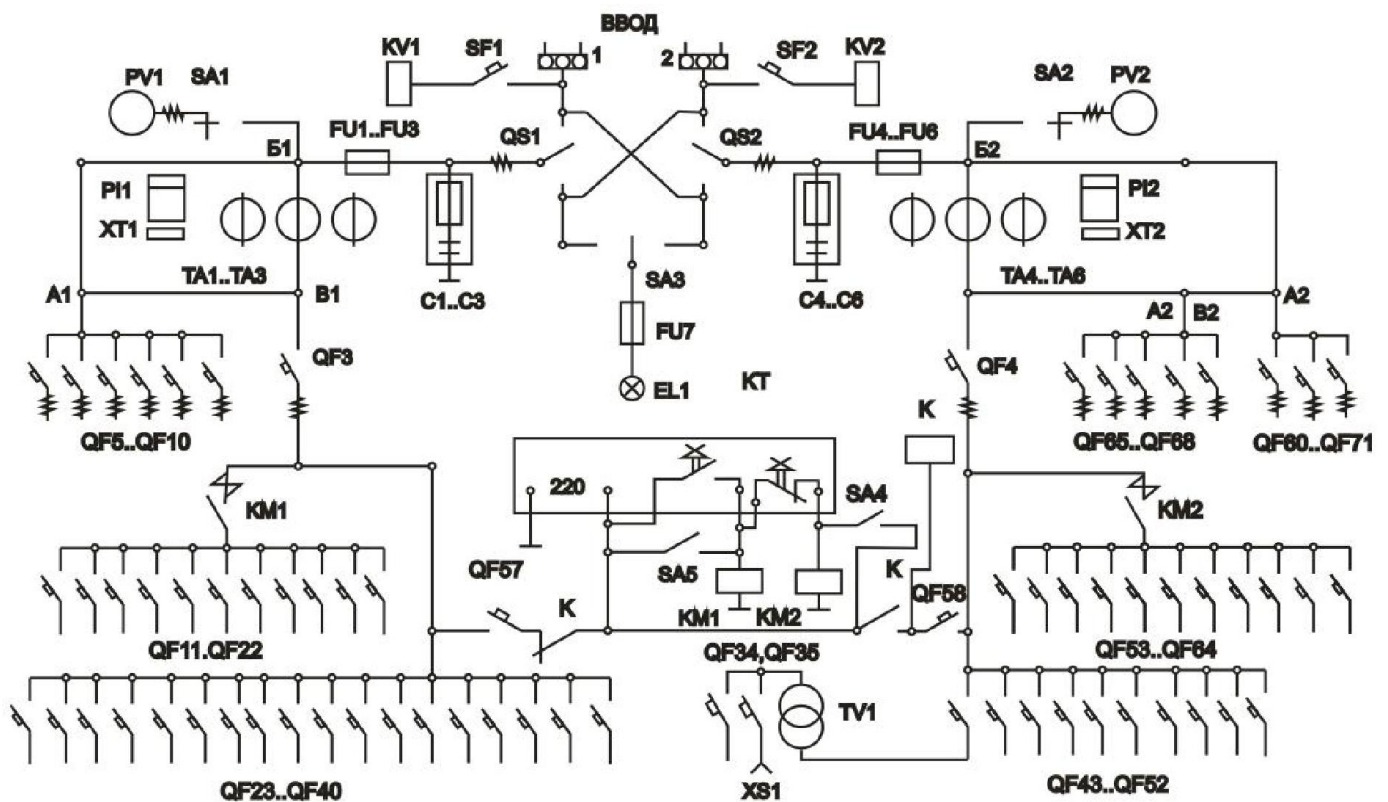 ВВОД
KV1
SF1
1
2
SF2
KV2
PV1
SA1
SA2
PV2
FU1..FU3
QS1
QS2
FU4..FU6
Б1
Б2
PI1
PI2
XT1
XT2
TA1..TA3
SA3
TA4..TA6
A1
B1
C1..C3
C4..C6
A2
B2
A2
FU7
QF3
QF4
EL1
КТ
K
QF5..QF10
QF65..QF68
QF60..QF71
220
SA4
KM1
KM2
QF57
SA5
K
QF58
K
KM1
KM2
QF11.QF22
QF34,QF35
QF53..QF64
TV1
QF23..QF40
XS1
QF43..QF52